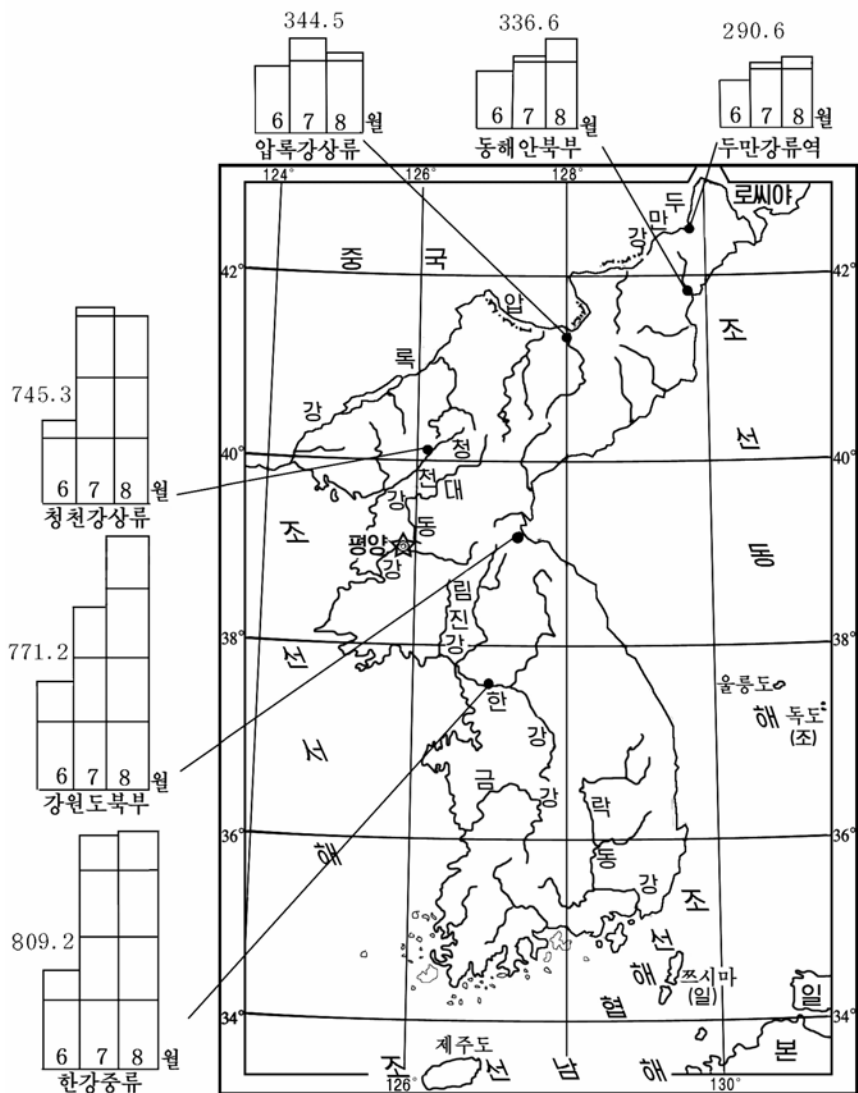 344.5
6 7 8 월
압록강상류
336.6
6 7 8 월
동해안북부
290.6
6 7 8 월
두만강류역
745.3
6 7 8 월
청천강상류
771.2
6 7 8 월
강원도북부
809.2
6 7 8 월
한강중류
124° 126° 128°
42° 42°
40° 40°
38° 38°
36° 36°
34° 34°
126° 130°
중국
로씨야
두만강
압록강
청천강
대동강
평양
림진강
한강
금강
락동강
조선동해
조선서해
조선남해
조선해협
울릉도
독도
(조)
쯔시마
(일)
일본
제주도